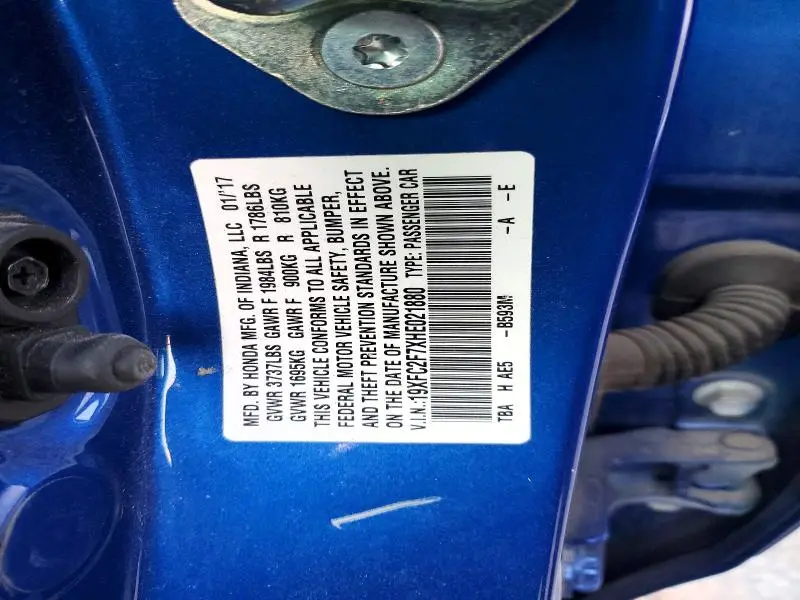 MFD. BY HONDA MFG. OF INDIANA, LLC 01/17
GVWR 3737LBS GAWR F 1984LBS R 1786LBS
GVWR 1695KG GAWR F 900KG R 810KG
THIS VEHICLE CONFORMS TO ALL APPLICABLE
FEDERAL MOTOR VEHICLE SAFETY, BUMPER,
AND THEFT PREVENTION STANDARDS IN EFFECT
ON THE DATE OF MANUFACTURE SHOWN ABOVE.
V.I.N.:19XFC2F7XHE021880 TYPE: PASSENGER CAR
TBA H AE5 -B593M -A -E